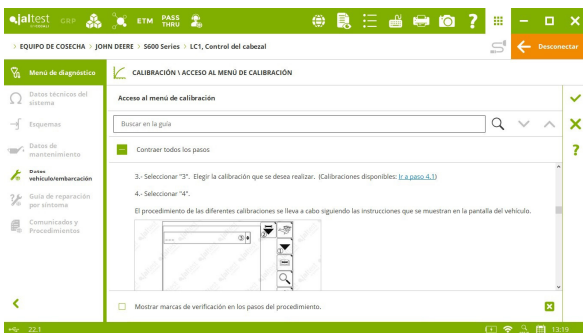 jaltest GRP ETM PASS THRU ?
EQUIPO DE COSECHA > JOHN DEERE > S600 Series > LC1, Control del cabezal
Desconectar
Menú de diagnóstico
CALIBRACIÓN \ ACCESO AL MENÚ DE CALIBRACIÓN
Datos técnicos del
sistema
Esquemas
Datos de
mantenimiento
Datos
vehículo/embarcación
Guía de reparación
por síntoma
Comunicados y
Procedimientos
Acceso al menú de calibración
Buscar en la guía
Contraer todos los pasos
3.- Seleccionar "3". Elegir la calibración que se desea realizar. (Calibraciones disponibles: Ir a paso 4.1)
4.- Seleccionar "4".
El procedimiento de las diferentes calibraciones se lleva a cabo siguiendo las instrucciones que se muestran en la pantalla del vehículo.
Mostrar marcas de verificación en los pasos del procedimiento.
?
22.1
13:19